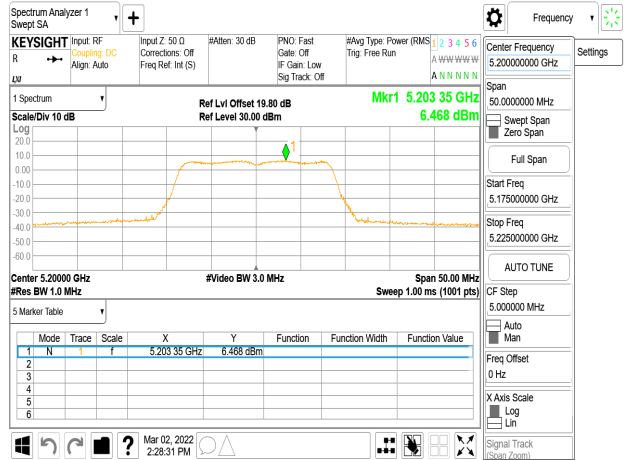 Spectrum Analyzer 1
Swept SA
Frequency
KEYSIGHT
R
Input: RF
Coupling: DC
Align: Auto
Input Z: 50 Ω
Corrections: Off
Freq Ref: Int (S)
#Atten: 30 dB
PNO: Fast
Gate: Off
IF Gain: Low
Sig Track: Off
#Avg Type: Power (RMS
Trig: Free Run
1 2 3 4 5 6
A W W W W W
A N N N N N
1 Spectrum
Scale/Div 10 dB
Ref Lvl Offset 19.80 dB
Ref Level 30.00 dBm
Mkr1 5.203 35 GHz
6.468 dBm
Log
20.0
10.0
0.00
-10.0
-20.0
-30.0
-40.0
-50.0
-60.0
1
Center 5.20000 GHz
#Res BW 1.0 MHz
#Video BW 3.0 MHz
Span 50.00 MHz
Sweep 1.00 ms (1001 pts)
5 Marker Table
Mode Trace Scale X Y Function Function Width Function Value
1 N 1 f 5.203 35 GHz 6.468 dBm
2
3
4
5
6
Mar 02, 2022
2:28:31 PM
Center Frequency
5.200000000 GHz
Settings
Span
50.0000000 MHz
Swept Span
Zero Span
Full Span
Start Freq
5.175000000 GHz
Stop Freq
5.225000000 GHz
AUTO TUNE
CF Step
5.000000 MHz
Auto
Man
Freq Offset
0 Hz
X Axis Scale
Log
Lin
Signal Track
(Span Zoom)